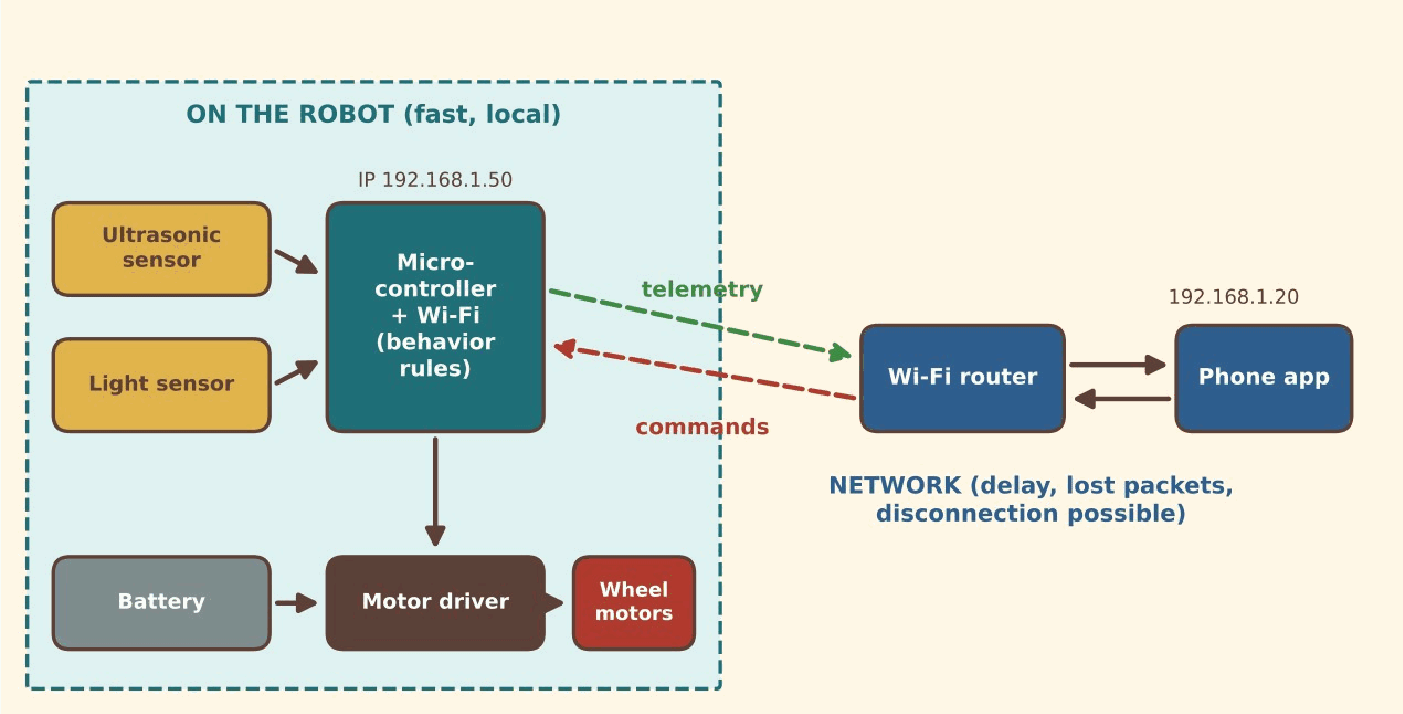 ON THE ROBOT (fast, local)
IP 192.168.1.50
Ultrasonic
sensor
Micro-
controller
+ Wi-Fi
(behavior
rules)
Light sensor
telemetry
commands
192.168.1.20
Wi-Fi router
Phone app
NETWORK (delay, lost packets,
disconnection possible)
Battery
Motor driver
Wheel
motors